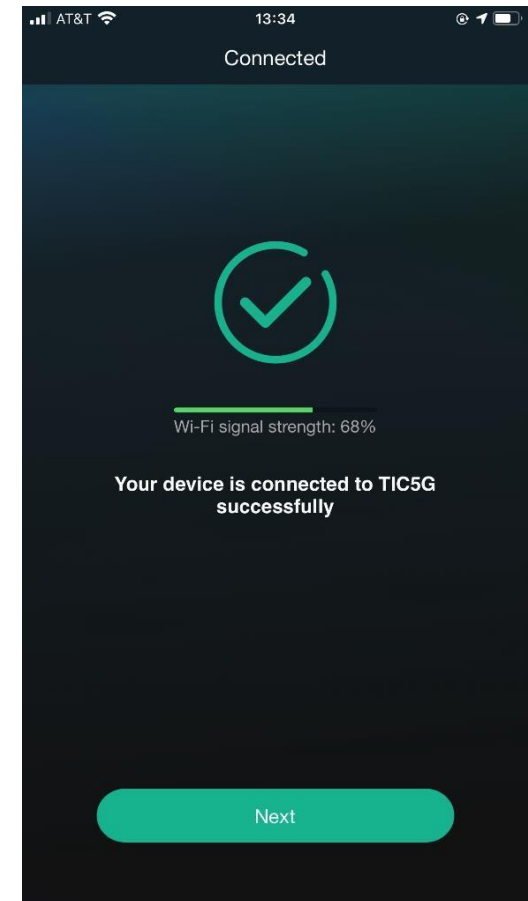 AT&T 13:34
Connected
Wi-Fi signal strength: 68%
Your device is connected to TIC5G
successfully
Next